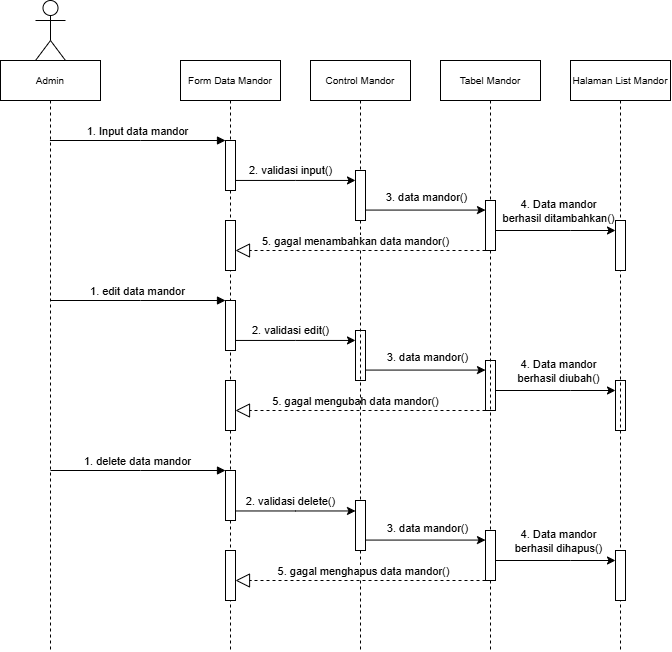 Admin
Form Data Mandor
Control Mandor
Tabel Mandor
Halaman List Mandor
1. Input data mandor
2. validasi input()
3. data mandor()
4. Data mandor
berhasil ditambahkan()
5. gagal menambahkan data mandor()
1. edit data mandor
2. validasi edit()
3. data mandor()
4. Data mandor
berhasil diubah()
5. gagal mengubah data mandor()
1. delete data mandor
2. validasi delete()
3. data mandor()
4. Data mandor
berhasil dihapus()
5. gagal menghapus data mandor()